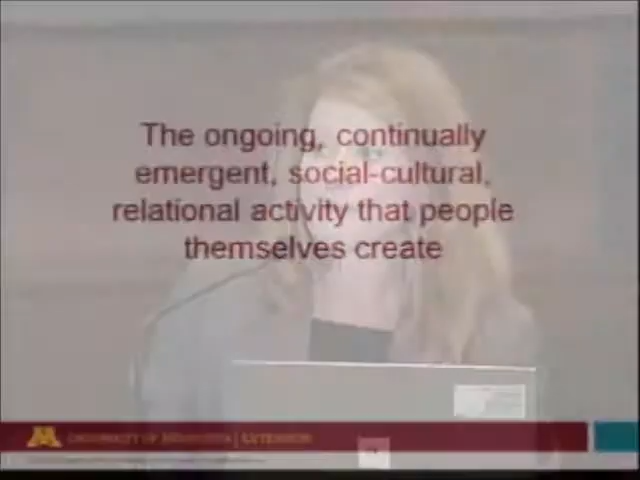 The ongoing, continually
emergent, social-cultural,
relational activity that people
themselves create
UNIVERSITY OF MINNESOTA | EXTENSION